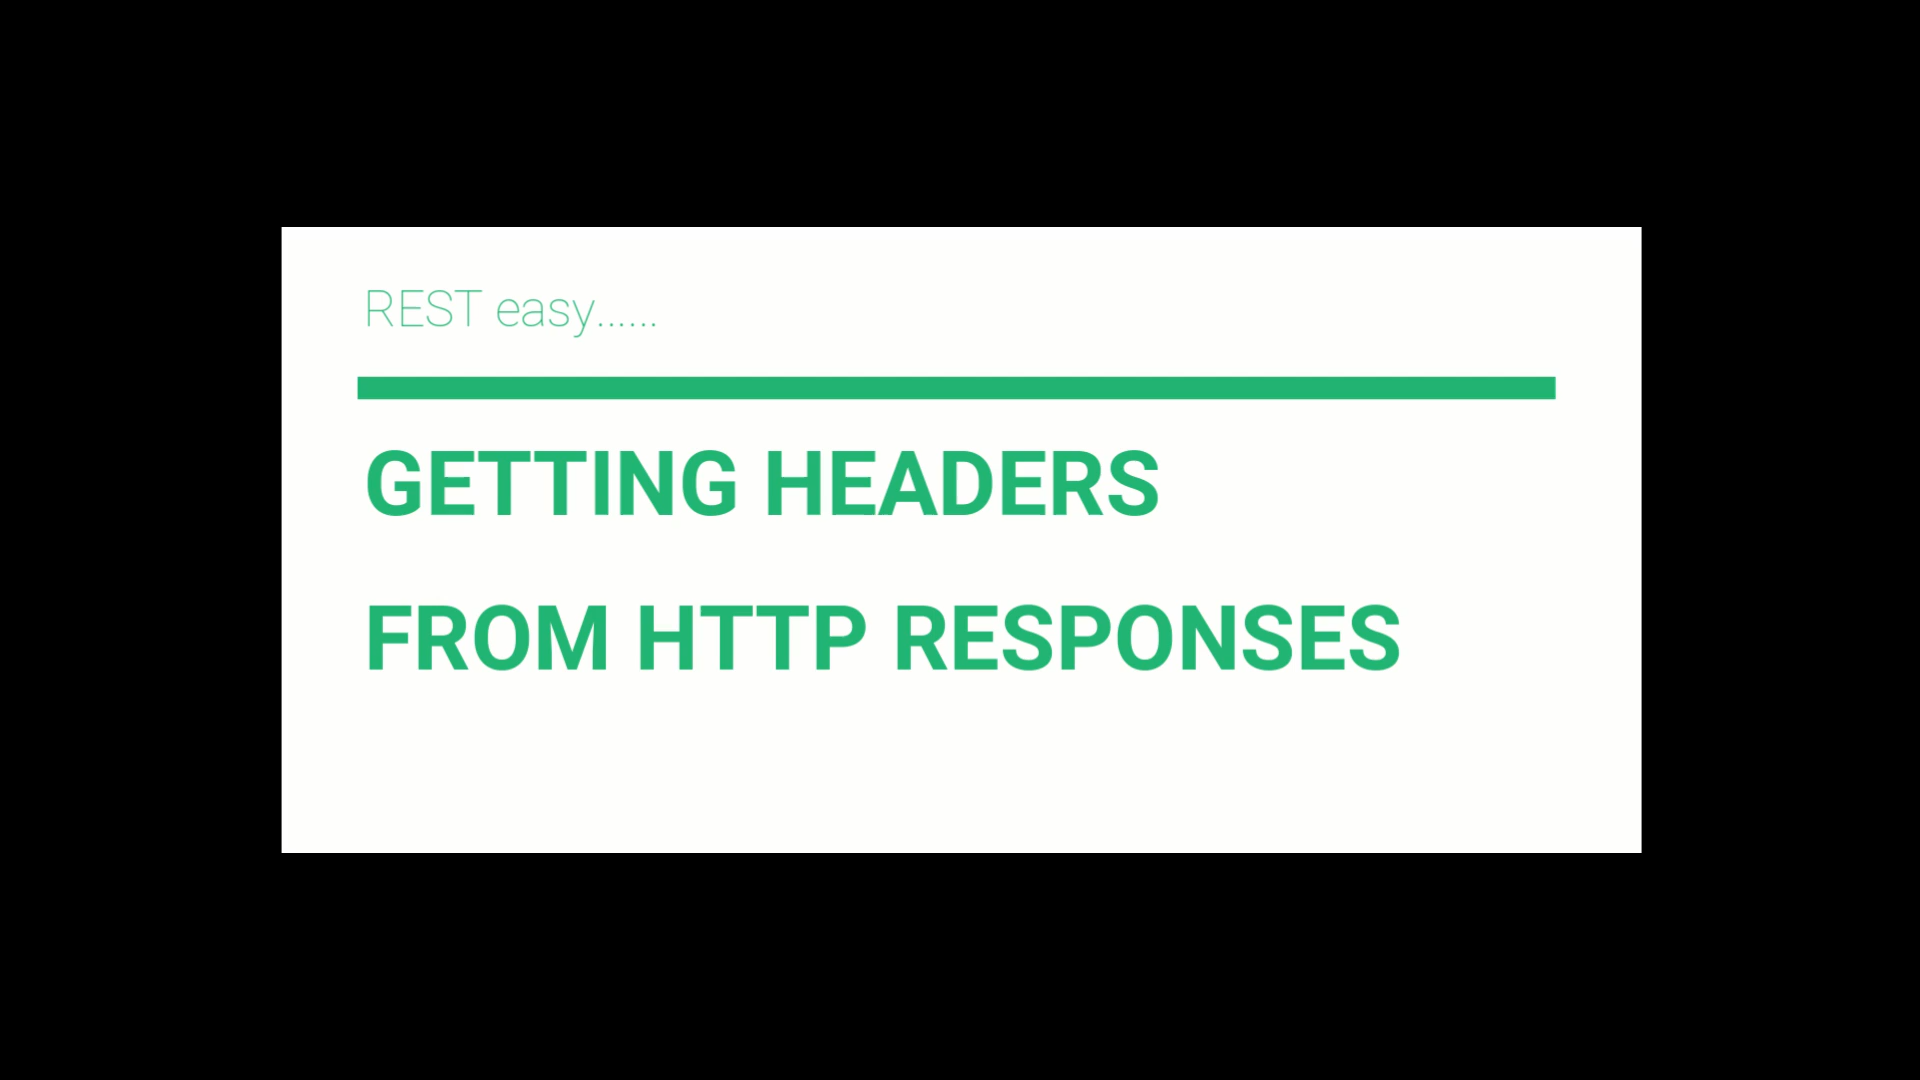 REST easy......
GETTING HEADERS
FROM HTTP RESPONSES